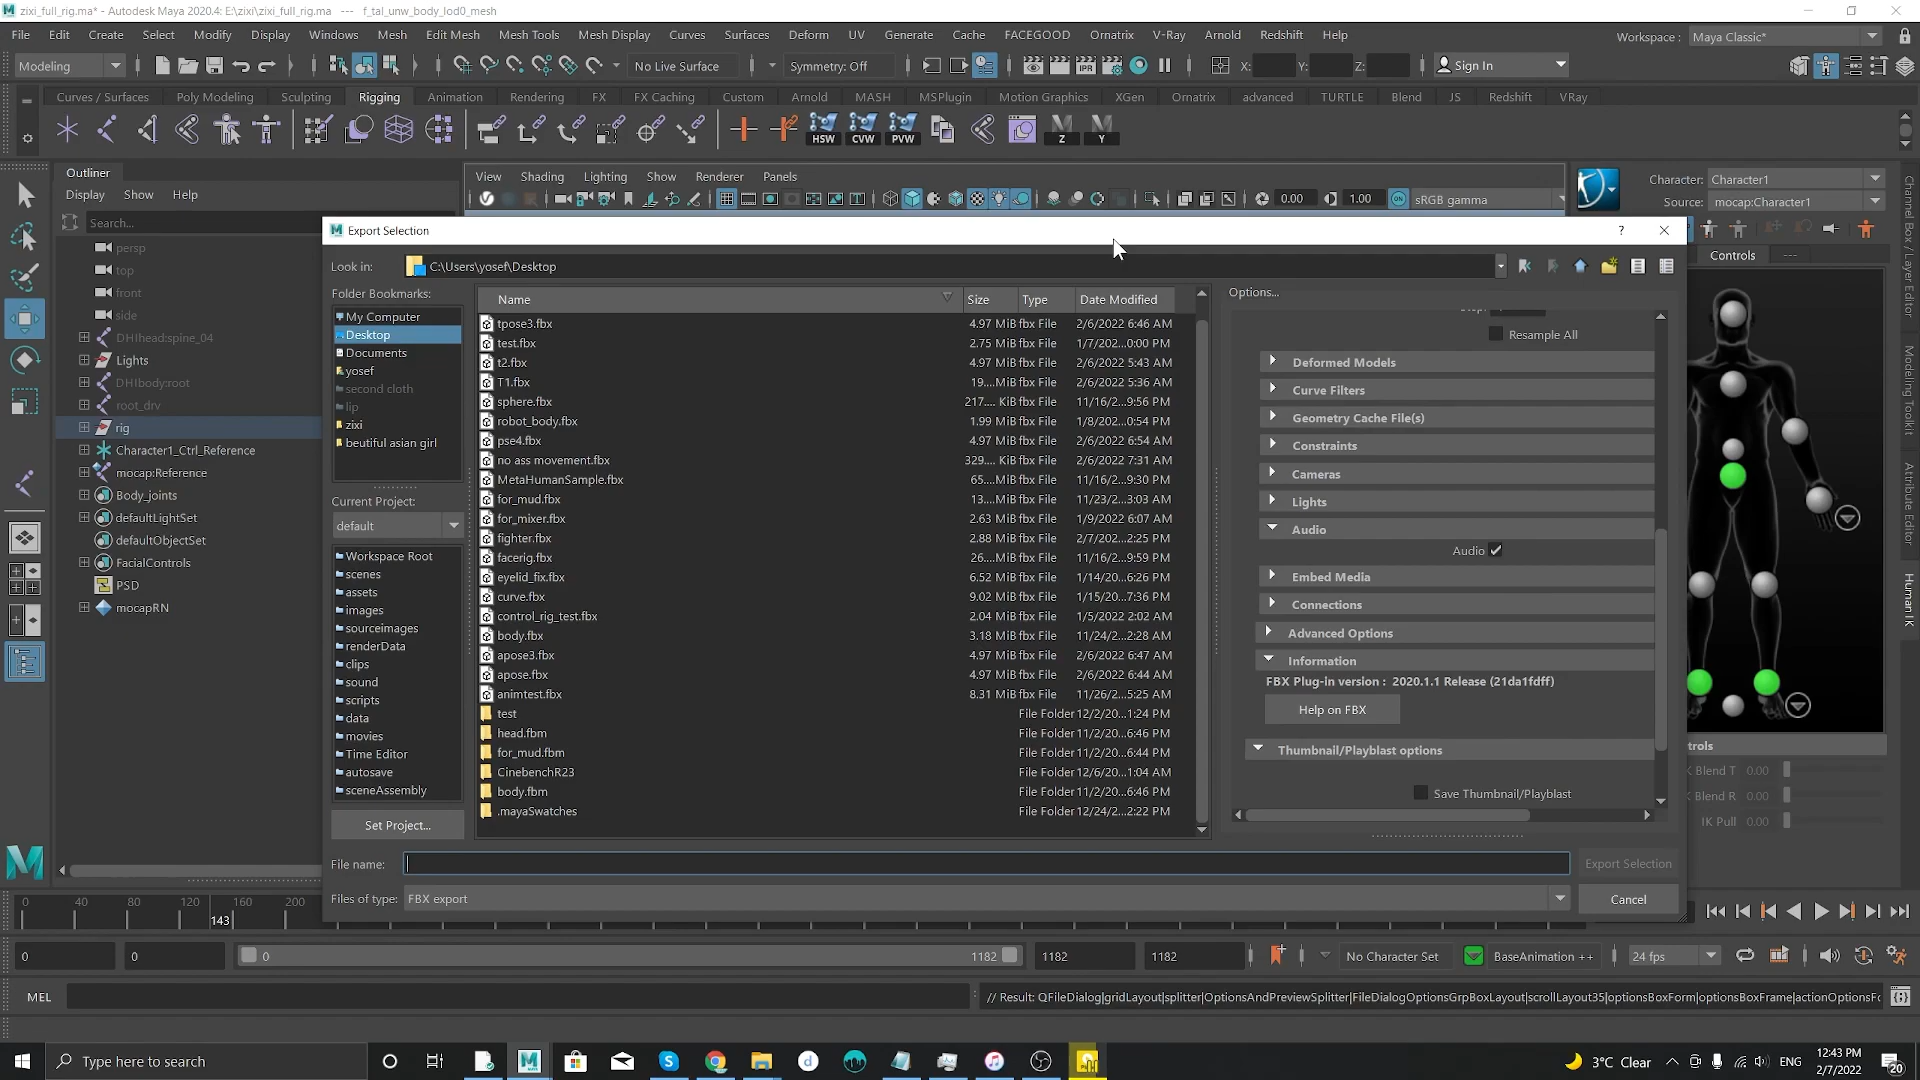 zixi_full_rig.ma* - Autodesk Maya 2020.4: E:\zixi\zixi_full_rig.ma --- f_tal_unw_body_lod0_mesh
File Edit Create Select Modify Display Windows Mesh Edit Mesh Mesh Tools Mesh Display Curves Surfaces Deform UV Generate Cache FACEGOOD Ornatrix V-Ray Arnold Redshift Help
Workspace : Maya Classic*
Modeling No Live Surface Symmetry: Off IPR X: Y: Z: Sign In
Curves / Surfaces Poly Modeling Sculpting Rigging Animation Rendering FX FX Caching Custom Arnold MASH MSPlugin Motion Graphics XGen Ornatrix advanced TURTLE Blend JS Redshift VRay
HSW CVW PVW Z Y
Outliner
Display Show Help
Search...
persp
top
front
side
DHIhead:spine_04
Lights
DHIbody:root
root_drv
rig
Character1_Ctrl_Reference
mocap:Reference
Body_joints
defaultLightSet
defaultObjectSet
FacialControls
PSD
mocapRN
View Shading Lighting Show Renderer Panels
0.00 1.00 ON sRGB gamma
Character: Character1
Source: mocap:Character1
Controls ---
Channel Box / Layer Editor
Modeling Toolkit
Attribute Editor
Human IK
Export Selection
? 
Look in: C:\Users\yosef\Desktop
Folder Bookmarks:
My Computer
Desktop
Documents
yosef
second cloth
lip
zixi
beutiful asian girl
Current Project:
default
Workspace Root
scenes
assets
images
sourceimages
renderData
clips
sound
scripts
data
movies
Time Editor
autosave
sceneAssembly
Set Project...
Name Size Type Date Modified
tpose3.fbx 4.97 MiB fbx File 2/6/2022 6:46 AM
test.fbx 2.75 MiB fbx File 1/7/202...0:00 PM
t2.fbx 4.97 MiB fbx File 2/6/2022 5:43 AM
T1.fbx 19....MiB fbx File 2/6/2022 5:36 AM
sphere.fbx 217.... KiB fbx File 11/16/2...9:56 PM
robot_body.fbx 1.99 MiB fbx File 1/8/202...0:54 PM
pse4.fbx 4.97 MiB fbx File 2/6/2022 6:54 AM
no ass movement.fbx 329.... KiB fbx File 2/6/2022 7:31 AM
MetaHumanSample.fbx 65....MiB fbx File 11/16/2...9:30 PM
for_mud.fbx 13....MiB fbx File 11/23/2...3:03 AM
for_mixer.fbx 2.63 MiB fbx File 1/9/2022 6:07 AM
fighter.fbx 2.88 MiB fbx File 2/7/202...2:25 PM
facerig.fbx 26....MiB fbx File 11/16/2...9:59 PM
eyelid_fix.fbx 6.52 MiB fbx File 1/14/20...6:26 PM
curve.fbx 9.02 MiB fbx File 1/15/20...7:36 PM
control_rig_test.fbx 2.04 MiB fbx File 1/5/2022 2:02 AM
body.fbx 3.18 MiB fbx File 11/24/2...2:28 AM
apose3.fbx 4.97 MiB fbx File 2/6/2022 6:47 AM
apose.fbx 4.97 MiB fbx File 2/6/2022 6:44 AM
animtest.fbx 8.31 MiB fbx File 11/26/2...5:25 AM
test File Folder 12/2/20...1:24 PM
head.fbm File Folder 11/2/20...6:46 PM
for_mud.fbm File Folder 11/2/20...6:44 PM
CinebenchR23 File Folder 12/6/20...1:04 AM
body.fbm File Folder 11/2/20...6:46 PM
.mayaSwatches File Folder 12/24/2...2:22 PM
Options...
Resample All
Deformed Models
Curve Filters
Geometry Cache File(s)
Constraints
Cameras
Lights
Audio
Audio
Embed Media
Connections
Advanced Options
Information
FBX Plug-in version : 2020.1.1 Release (21da1fdff)
Help on FBX
Thumbnail/Playblast options
Save Thumbnail/Playblast
File name:
Export Selection
Files of type: FBX export
Cancel
trols
K Blend T 0.00
K Blend R 0.00
IK Pull 0.00
0 40 80 120 160 200
143
0 0 0 1182 1182 1182 No Character Set BaseAnimation ++ 24 fps
MEL // Result: QFileDialog|gridLayout|splitter|OptionsAndPreviewSplitter|FileDialogOptionsGrpBoxLayout|scrollLayout35|optionsBoxForm|optionsBoxFrame|actionOptionsFo
Type here to search
3°C Clear ENG 12:43 PM
2/7/2022
20